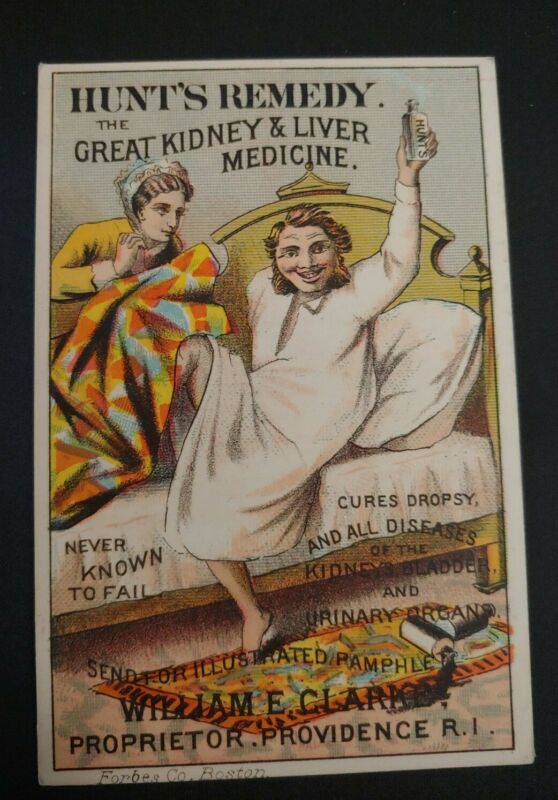 HUNT'S REMEDY.
THE
GREAT KIDNEY & LIVER
MEDICINE.
HUNT'S
NEVER
KNOWN
TO FAIL.
CURES DROPSY,
AND ALL DISEASES
OF THE
KIDNEYS BLADDER,
AND
URINARY ORGANS.
SEND FOR ILLUSTRATED PAMPHLET
WILLIAM E. CLARKE,
PROPRIETOR. PROVIDENCE R.I.
Forbes Co. Boston.